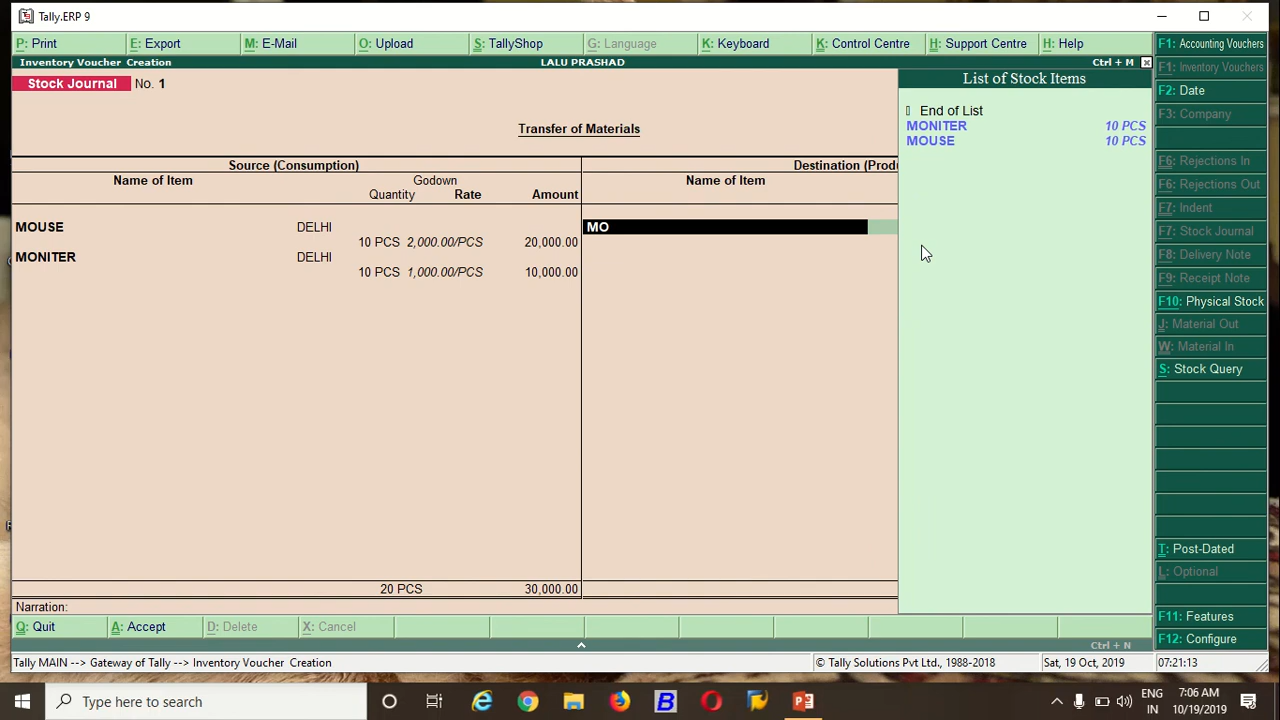 Tally.ERP 9
P: Print E: Export M: E-Mail O: Upload S: TallyShop G: Language K: Keyboard K: Control Centre H: Support Centre H: Help
Inventory Voucher Creation LALU PRASHAD Ctrl + M
Stock Journal No. 1
Transfer of Materials
Source (Consumption) Destination (Produ
Name of Item Godown Name of Item
Quantity Rate Amount
MOUSE DELHI MO
10 PCS 2,000.00/PCS 20,000.00
MONITER DELHI
10 PCS 1,000.00/PCS 10,000.00
20 PCS 30,000.00
Narration:
List of Stock Items
End of List
MONITER 10 PCS
MOUSE 10 PCS
F1: Accounting Vouchers
F1: Inventory Vouchers
F2: Date
F3: Company
F6: Rejections In
F6: Rejections Out
F7: Indent
F7: Stock Journal
F8: Delivery Note
F9: Receipt Note
F10: Physical Stock
J: Material Out
W: Material In
S: Stock Query
T: Post-Dated
L: Optional
F11: Features
F12: Configure
Q: Quit A: Accept D: Delete X: Cancel
Ctrl + N
Tally MAIN --> Gateway of Tally --> Inventory Voucher Creation © Tally Solutions Pvt Ltd., 1988-2018 Sat, 19 Oct, 2019 07:21:13
Type here to search
ENG
IN
7:06 AM
10/19/2019